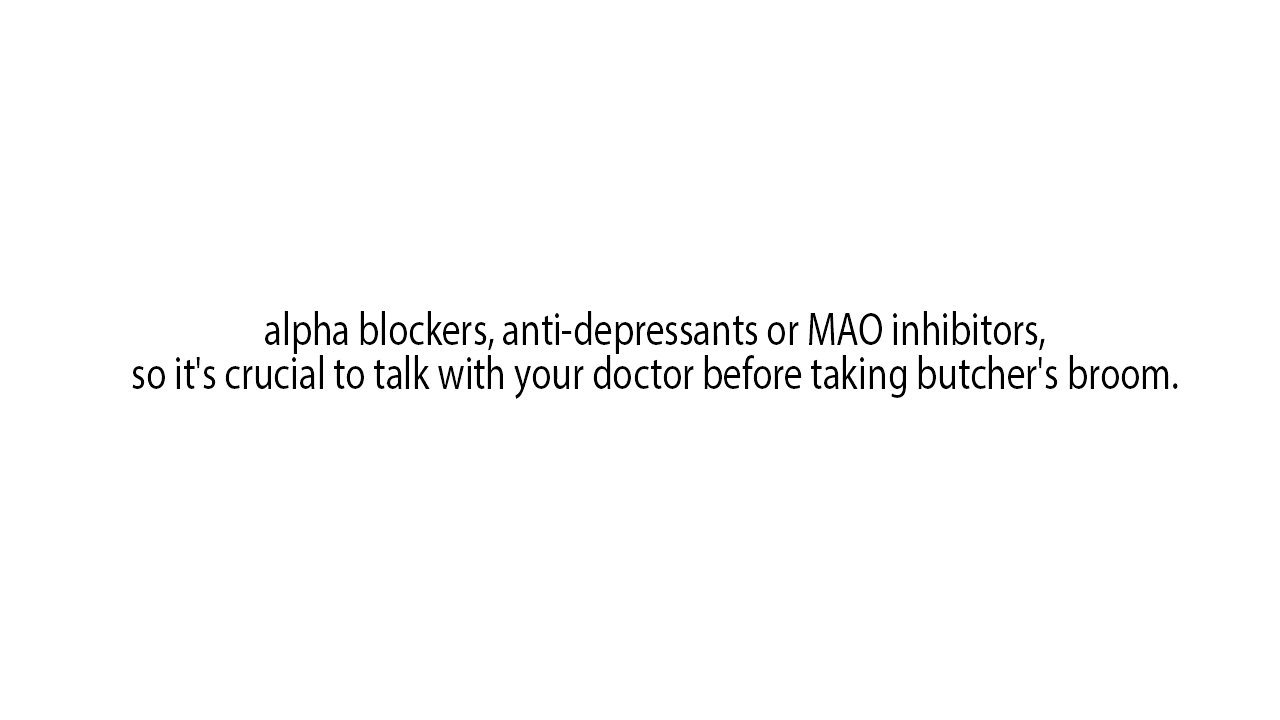 alpha blockers, anti-depressants or MAO inhibitors,
so it's crucial to talk with your doctor before taking butcher's broom.